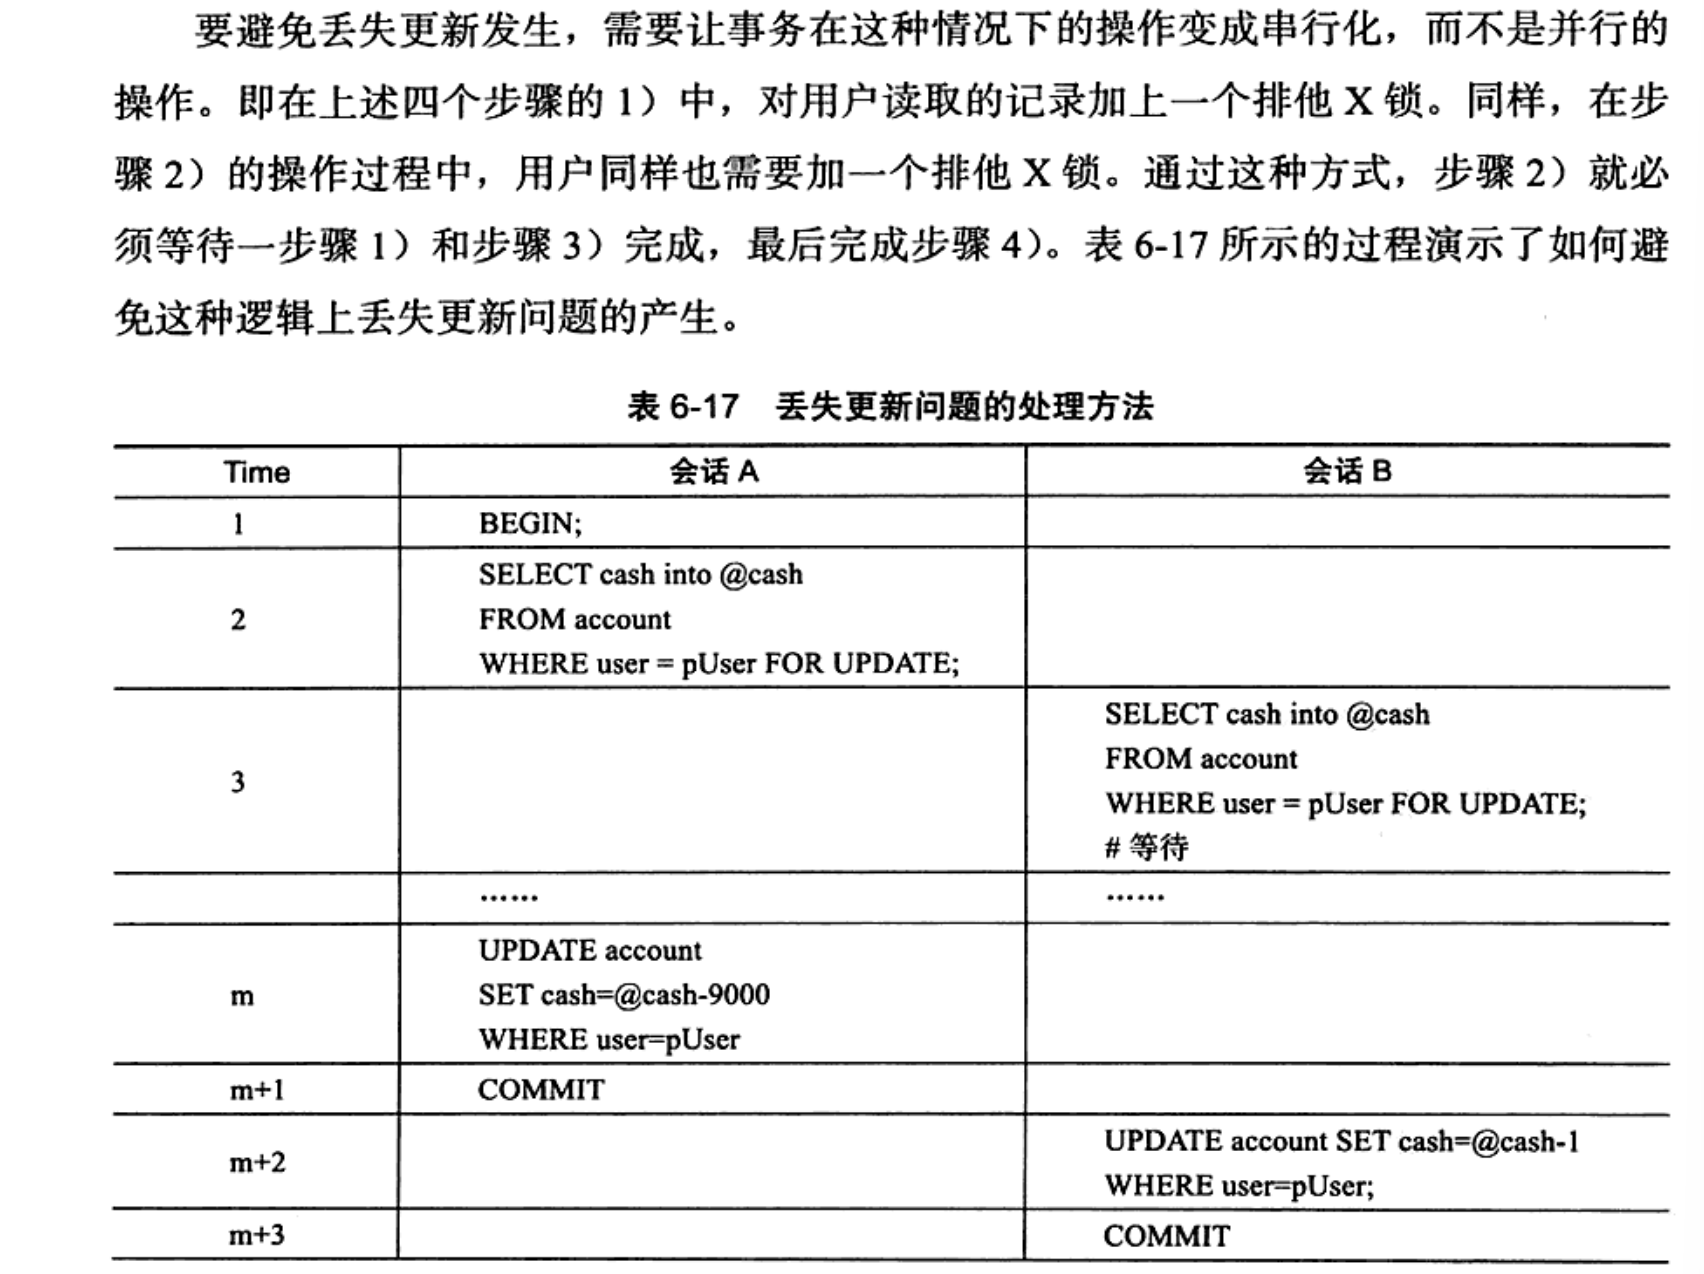 要避免丢失更新发生，需要让事务在这种情况下的操作变成串行化，而不是并行的
操作。即在上述四个步骤的 1）中，对用户读取的记录加上一个排他 X 锁。同样，在步
骤 2）的操作过程中，用户同样也需要加一个排他 X 锁。通过这种方式，步骤 2）就必
须等待一步骤 1）和步骤 3）完成，最后完成步骤 4）。表 6-17 所示的过程演示了如何避
免这种逻辑上丢失更新问题的产生。
表 6-17 丢失更新问题的处理方法
Time 会话 A 会话 B
1 BEGIN;
SELECT cash into @cash
2 FROM account
WHERE user = pUser FOR UPDATE;
SELECT cash into @cash
FROM account
3
WHERE user = pUser FOR UPDATE;
# 等待
…… ……
UPDATE account
m SET cash=@cash-9000
WHERE user=pUser
m+1 COMMIT
UPDATE account SET cash=@cash-1
m+2
WHERE user=pUser;
m+3 COMMIT